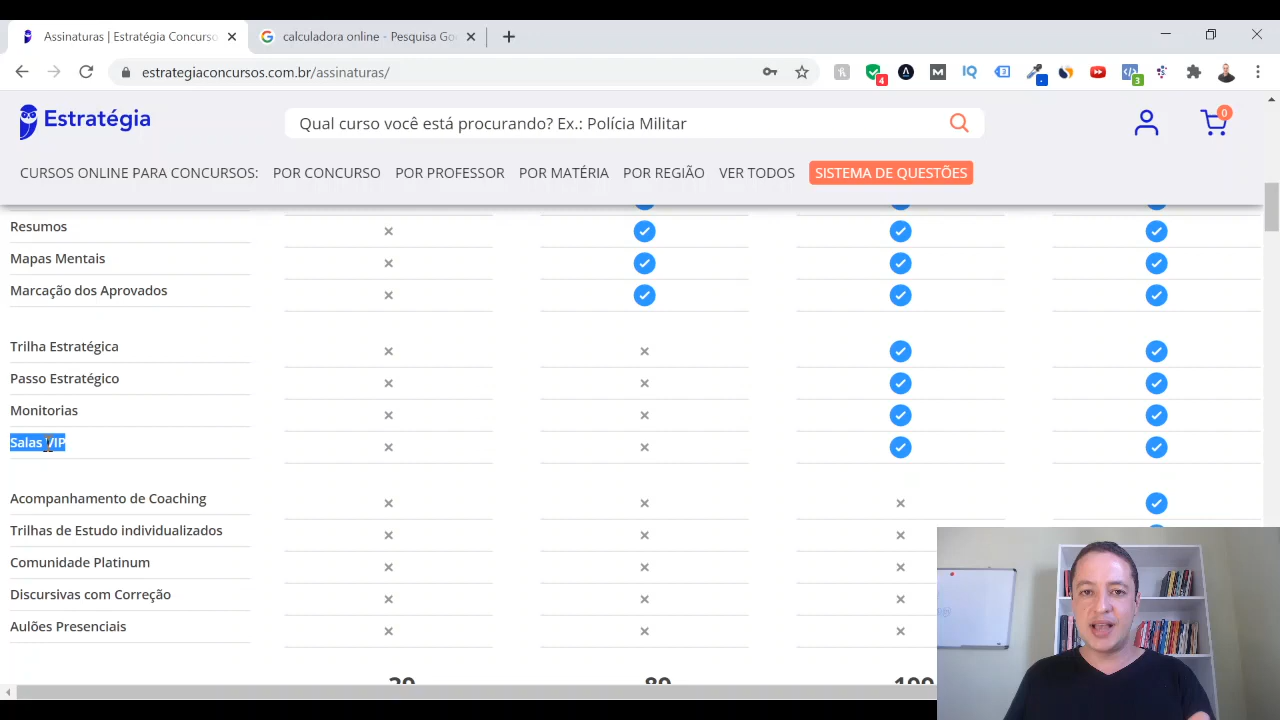 Assinaturas | Estratégia Concurso
calculadora online - Pesquisa Go
estrategiaconcursos.com.br/assinaturas/
4
3
Estratégia
Qual curso você está procurando? Ex.: Polícia Militar
0
CURSOS ONLINE PARA CONCURSOS: POR CONCURSO POR PROFESSOR POR MATÉRIA POR REGIÃO VER TODOS SISTEMA DE QUESTÕES
Resumos
Mapas Mentais
Marcação dos Aprovados
Trilha Estratégica
Passo Estratégico
Monitorias
Salas VIP
Acompanhamento de Coaching
Trilhas de Estudo individualizados
Comunidade Platinum
Discursivas com Correção
Aulões Presenciais